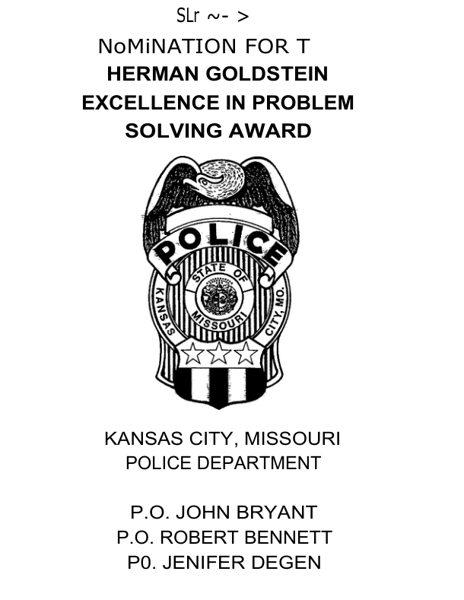 SLr ~- >
NoMiNATION FOR T
HERMAN GOLDSTEIN
EXCELLENCE IN PROBLEM
SOLVING AWARD
POLICE
STATE OF
MISSOURI
KANSAS
CITY, MO.
KANSAS CITY, MISSOURI
POLICE DEPARTMENT
P.O. JOHN BRYANT
P.O. ROBERT BENNETT
P0. JENIFER DEGEN